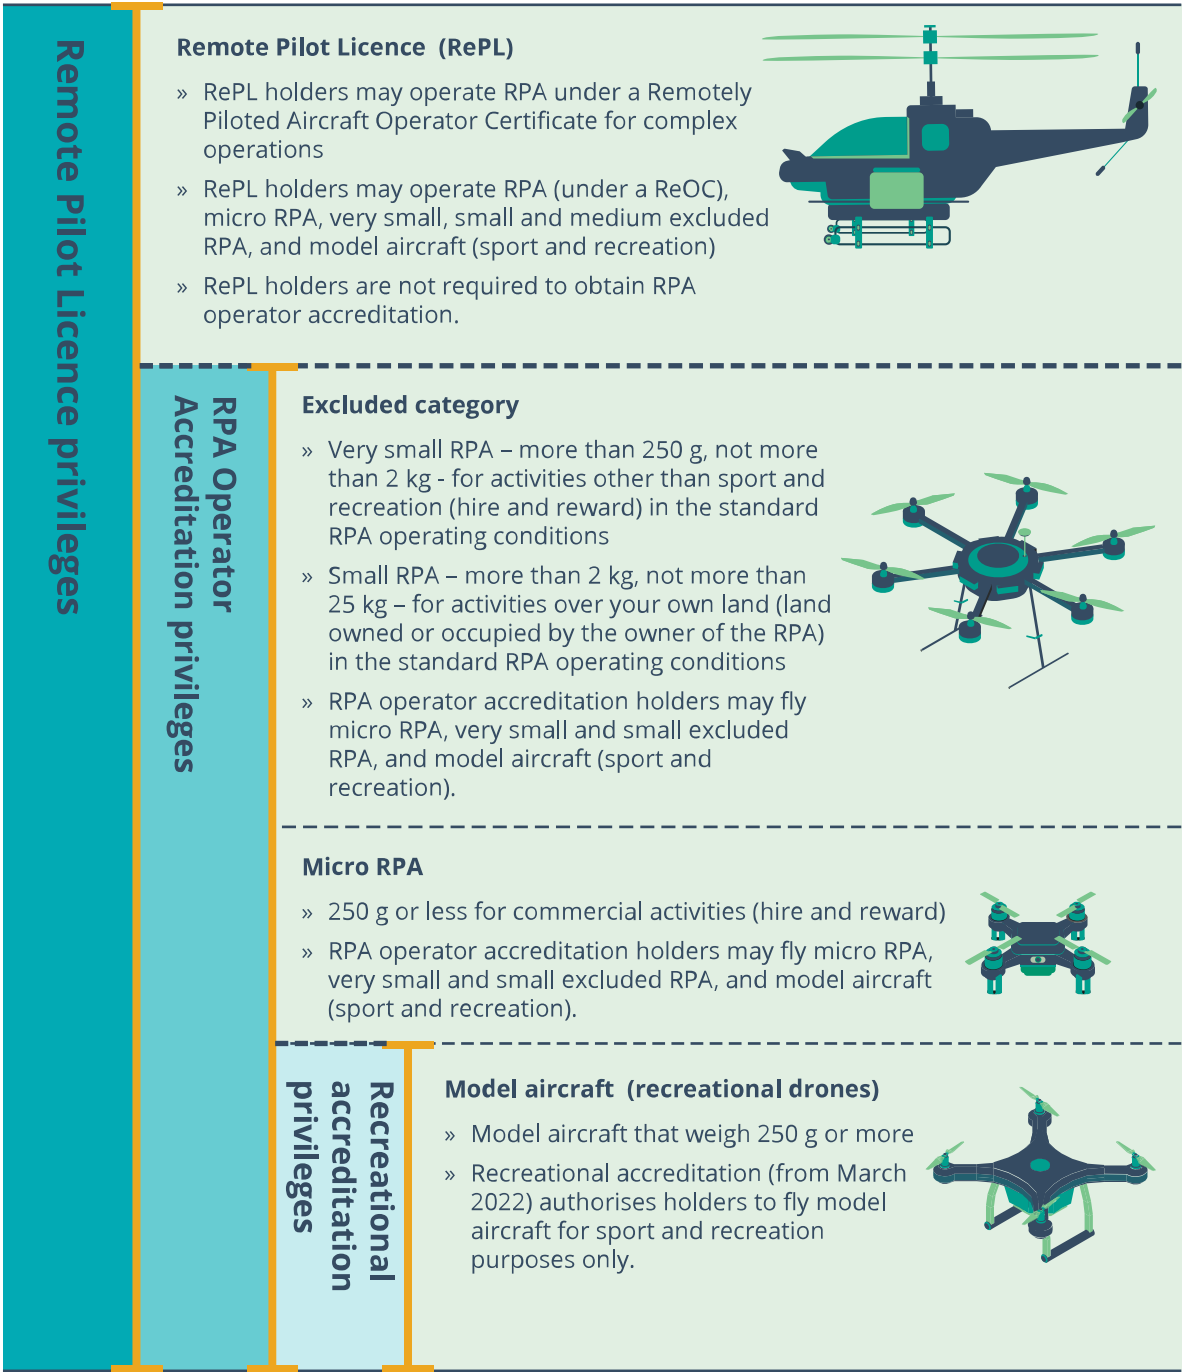 Remote Pilot Licence privileges
Remote Pilot Licence  (RePL)
» RePL holders may operate RPA under a Remotely
Piloted Aircraft Operator Certificate for complex
operations
» RePL holders may operate RPA (under a ReOC),
micro RPA, very small, small and medium excluded
RPA, and model aircraft (sport and recreation)
» RePL holders are not required to obtain RPA
operator accreditation.
RPA Operator
Accreditation privileges
Excluded category
» Very small RPA – more than 250 g, not more
than 2 kg - for activities other than sport and
recreation (hire and reward) in the standard
RPA operating conditions
» Small RPA – more than 2 kg, not more than
25 kg – for activities over your own land (land
owned or occupied by the owner of the RPA)
in the standard RPA operating conditions
» RPA operator accreditation holders may fly
micro RPA, very small and small excluded
RPA, and model aircraft (sport and
recreation).
Micro RPA
» 250 g or less for commercial activities (hire and reward)
» RPA operator accreditation holders may fly micro RPA,
very small and small excluded RPA, and model aircraft
(sport and recreation).
Recreational
accreditation
privileges
Model aircraft  (recreational drones)
» Model aircraft that weigh 250 g or more
» Recreational accreditation (from March
2022) authorises holders to fly model
aircraft for sport and recreation
purposes only.